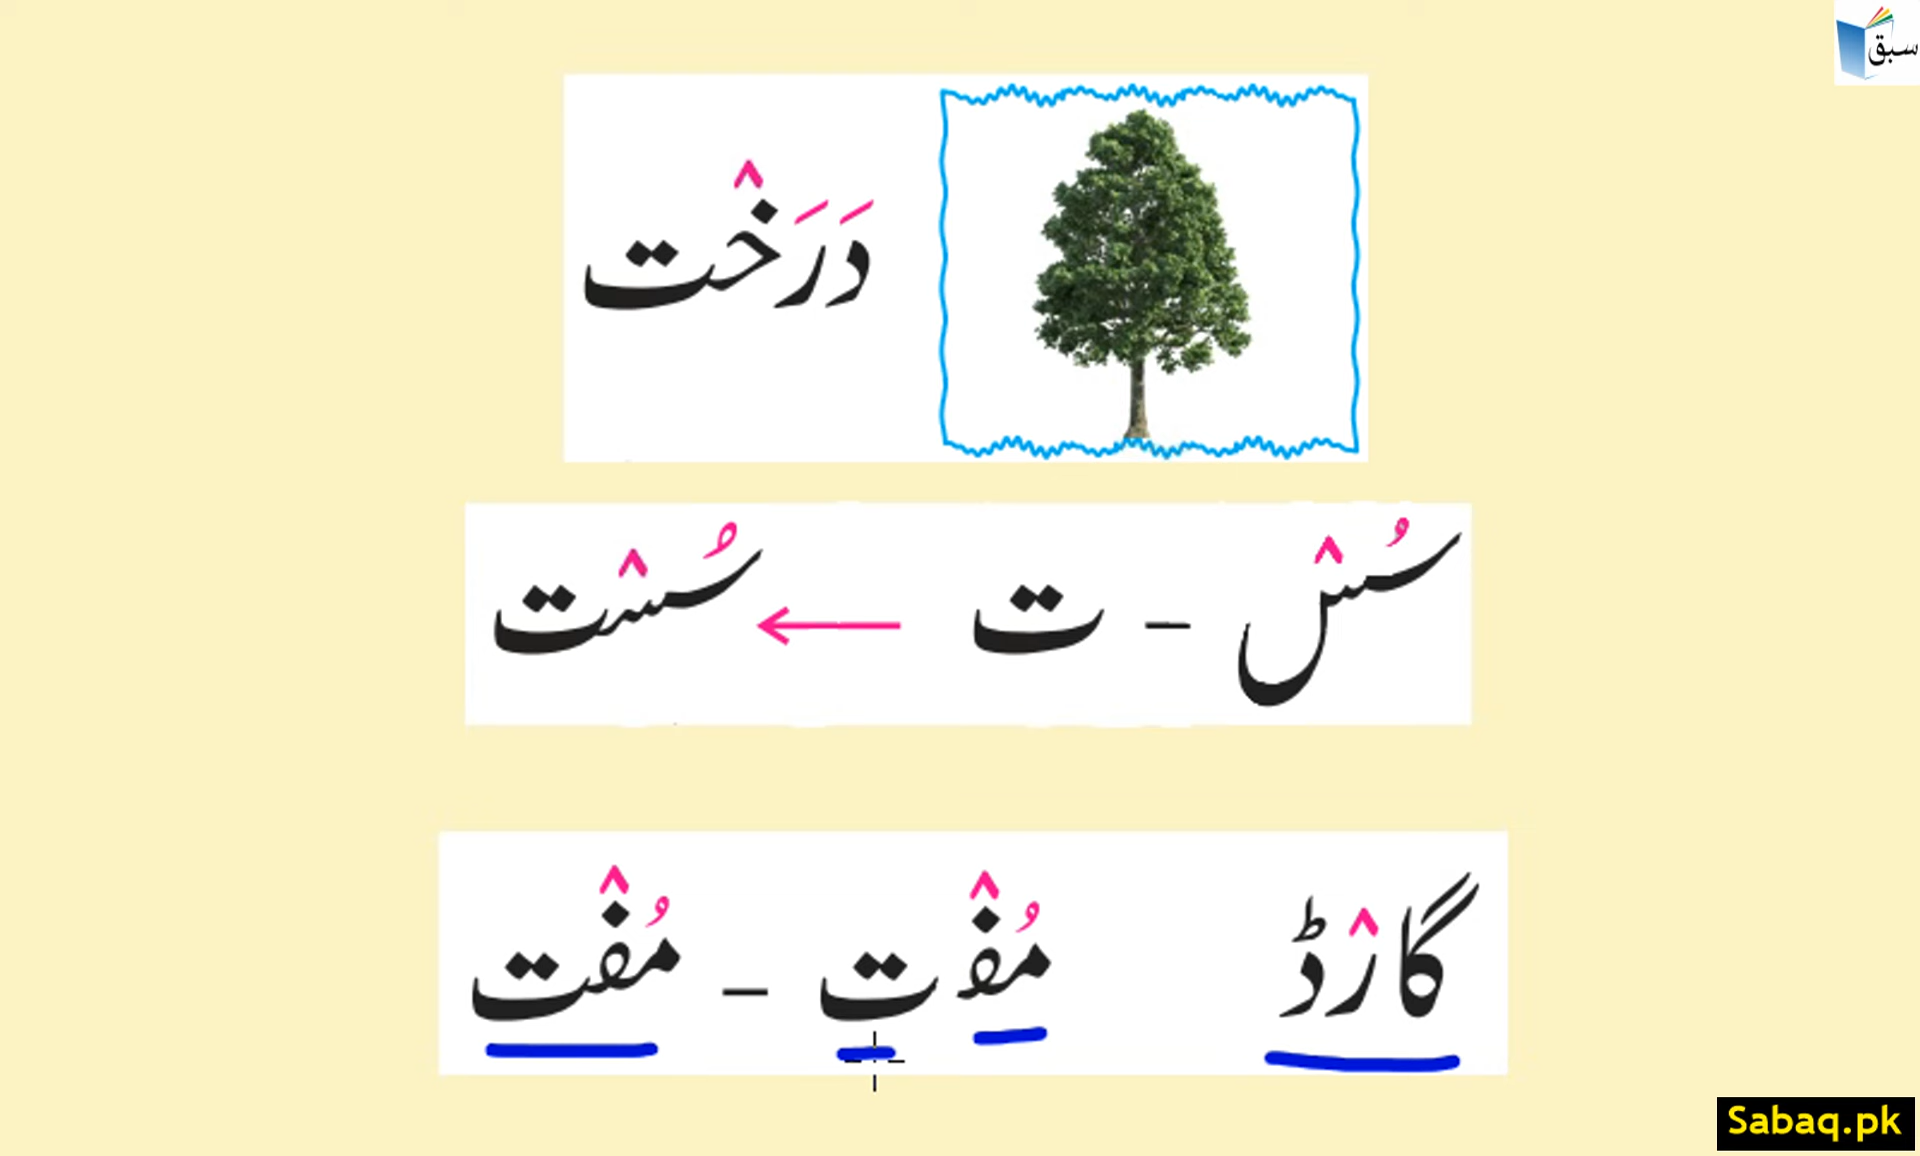 سبق
دَرَخْت
سُسْ - ت ← سُسْت
گارْڈ مُفْ ت - مُفْت
Sabaq.pk